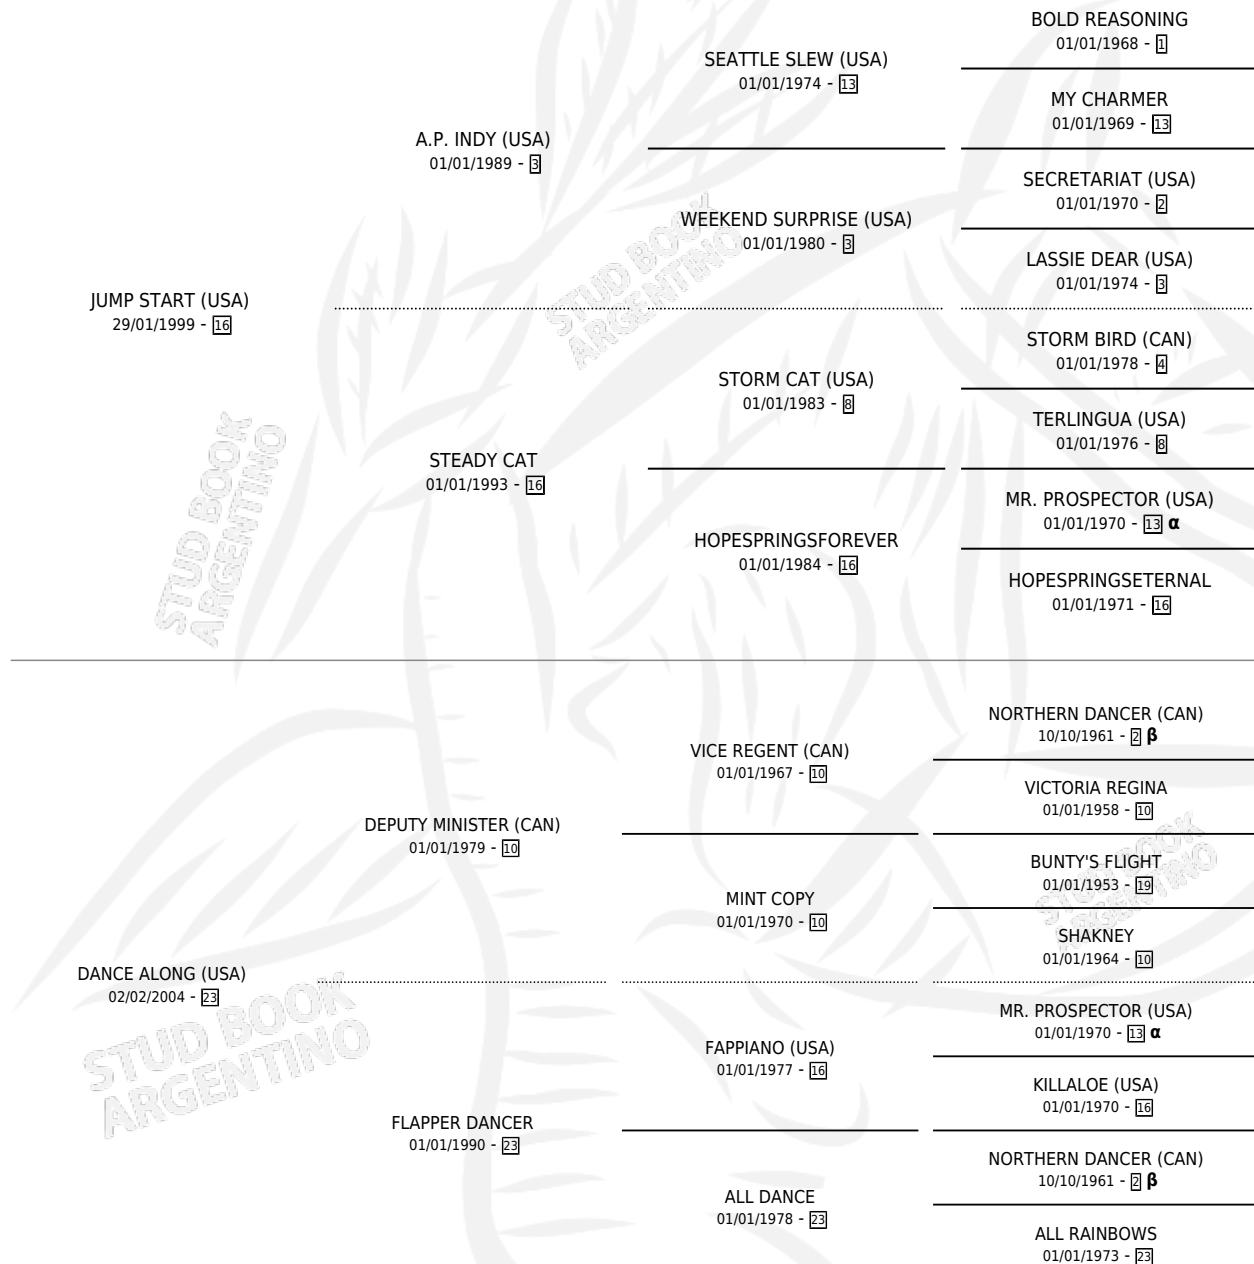 BOLD REASONING
01/01/1968 - 1
SEATTLE SLEW (USA)
01/01/1974 - 13
MY CHARMER
01/01/1969 - 13
A.P. INDY (USA)
01/01/1989 - 3
SECRETARIAT (USA)
01/01/1970 - 2
WEEKEND SURPRISE (USA)
01/01/1980 - 3
LASSIE DEAR (USA)
01/01/1974 - 3
STUD BOOK
ARGENTINO
JUMP START (USA)
29/01/1999 - 16
STORM BIRD (CAN)
01/01/1978 - 4
STORM CAT (USA)
01/01/1983 - 8
TERLINGUA (USA)
01/01/1976 - 8
STEADY CAT
01/01/1993 - 16
MR. PROSPECTOR (USA)
01/01/1970 - 13 α
HOPESPRINGSFOREVER
01/01/1984 - 16
HOPESPRINGSETERNAL
01/01/1971 - 16
STUD BOOK
ARGENTINO
NORTHERN DANCER (CAN)
10/10/1961 - 2 β
VICE REGENT (CAN)
01/01/1967 - 10
VICTORIA REGINA
01/01/1958 - 10
DEPUTY MINISTER (CAN)
01/01/1979 - 10
BUNTY'S FLIGHT
01/01/1953 - 19
MINT COPY
01/01/1970 - 10
SHAKNEY
01/01/1964 - 10
STUD BOOK
ARGENTINO
DANCE ALONG (USA)
02/02/2004 - 23
MR. PROSPECTOR (USA)
01/01/1970 - 13 α
FAPPIANO (USA)
01/01/1977 - 16
KILLALOE (USA)
01/01/1970 - 16
STUD BOOK
ARGENTINO
FLAPPER DANCER
01/01/1990 - 23
NORTHERN DANCER (CAN)
10/10/1961 - 2 β
ALL DANCE
01/01/1978 - 23
ALL RAINBOWS
01/01/1973 - 23